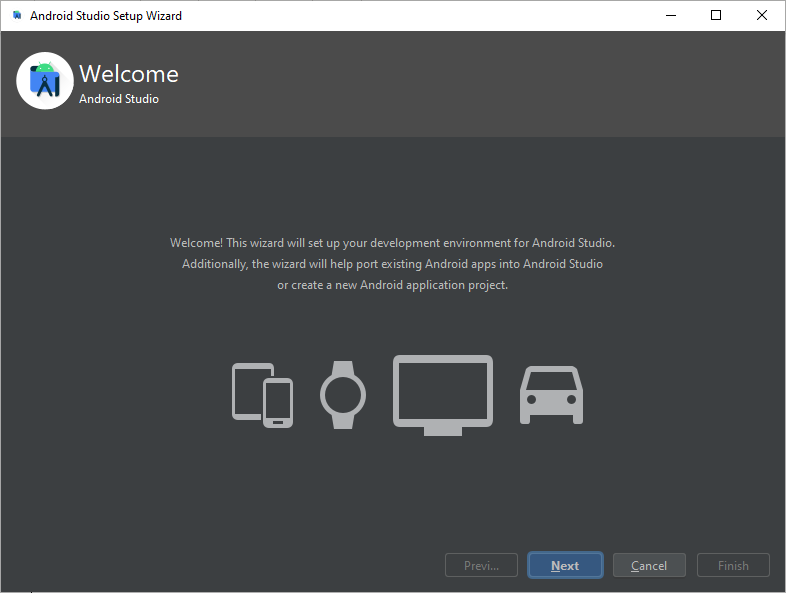 Android Studio Setup Wizard
Welcome
Android Studio
Welcome! This wizard will set up your development environment for Android Studio.
Additionally, the wizard will help port existing Android apps into Android Studio
or create a new Android application project.
Previ... Next Cancel Finish